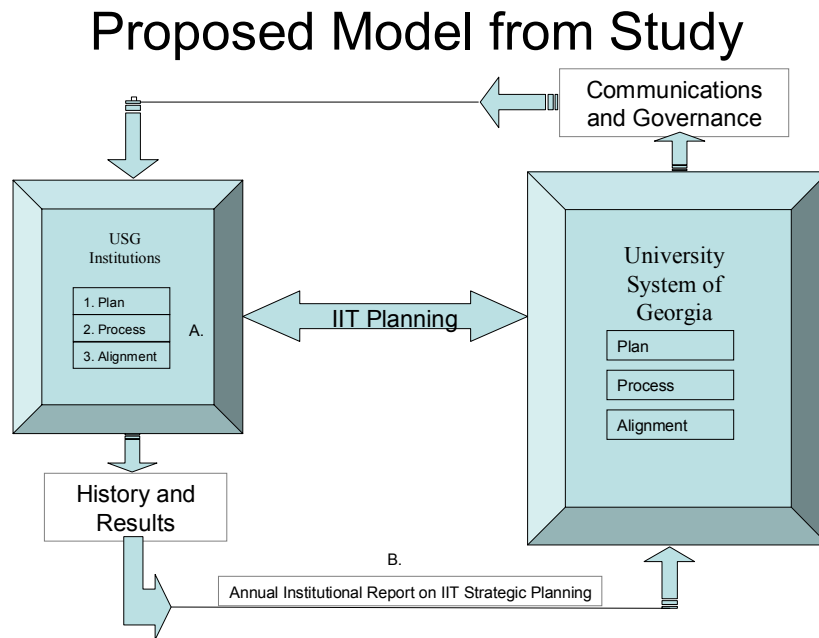 Proposed Model from Study
Communications
and Governance
USG
Institutions
1. Plan
2. Process
3. Alignment
A.
IIT Planning
University
System of
Georgia
Plan
Process
Alignment
History and
Results
B.
Annual Institutional Report on IIT Strategic Planning